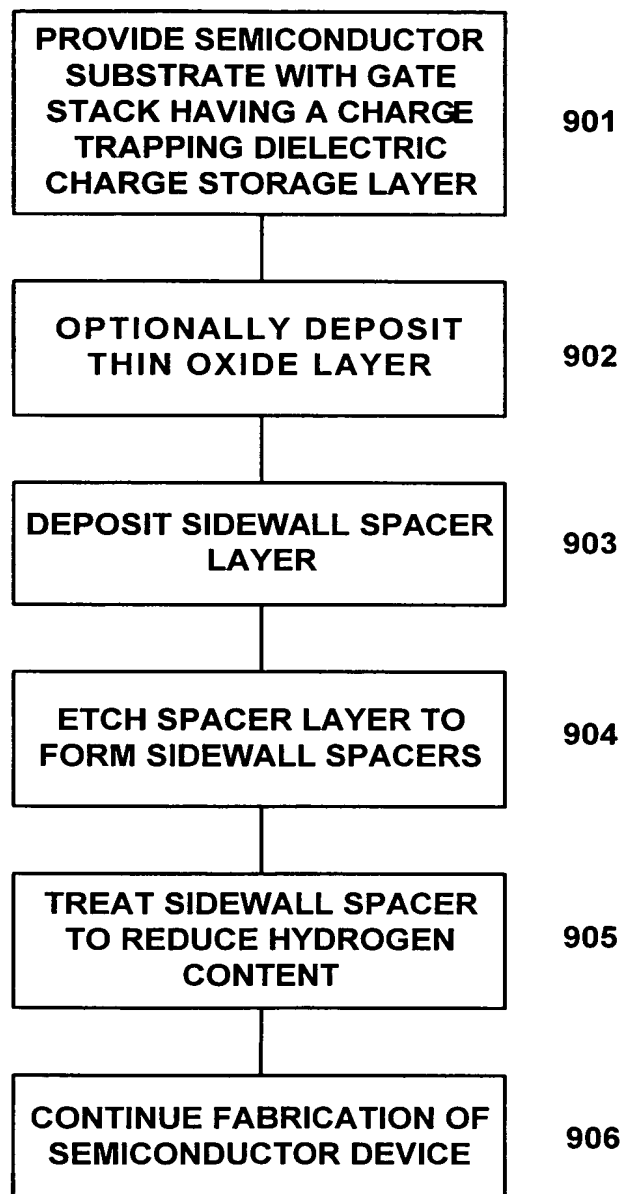 PROVIDE SEMICONDUCTOR
SUBSTRATE WITH GATE
STACK HAVING A CHARGE
TRAPPING DIELECTRIC
CHARGE STORAGE LAYER
901
OPTIONALLY DEPOSIT
THIN OXIDE LAYER
902
DEPOSIT SIDEWALL SPACER
LAYER
903
ETCH SPACER LAYER TO
FORM SIDEWALL SPACERS
904
TREAT SIDEWALL SPACER
TO REDUCE HYDROGEN
CONTENT
905
CONTINUE FABRICATION OF
SEMICONDUCTOR DEVICE
906